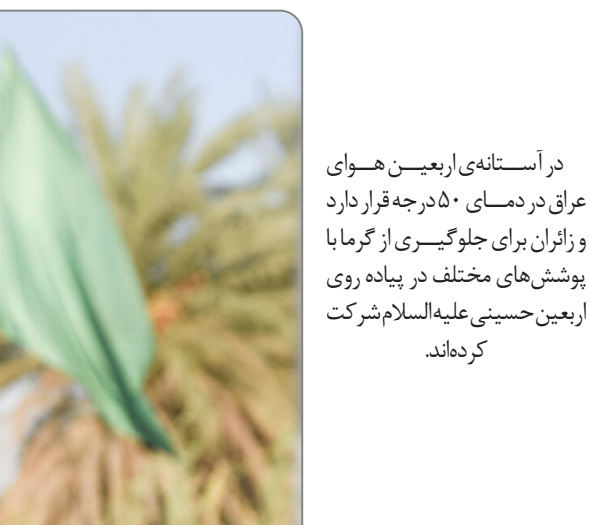 در آستانه‌ی اربعین هوای
عراق در دمای ۵۰ درجه قرار دارد
و زائران برای جلوگیری از گرما با
پوشش‌های مختلف در پیاده روی
اربعین حسینی علیه‌السلام شرکت
کرده‌اند.